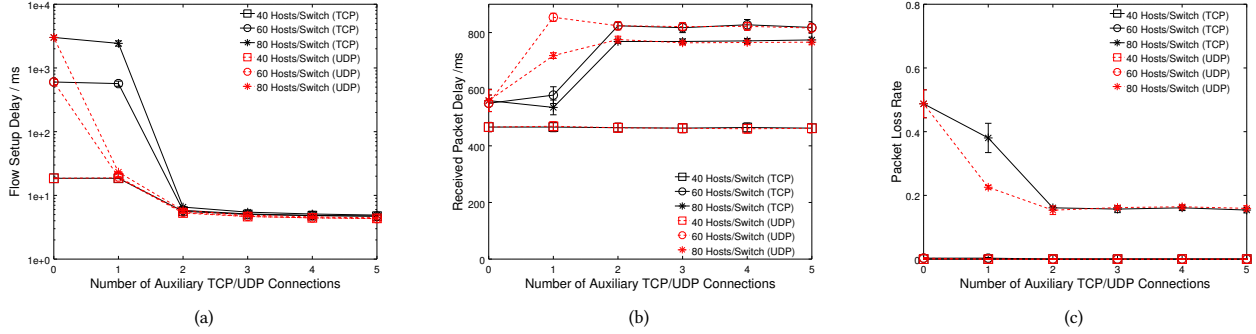 1e+4
1e+3
1e+2
1e+1
1e+0
Flow Setup Delay / ms
40 Hosts/Switch (TCP)
60 Hosts/Switch (TCP)
80 Hosts/Switch (TCP)
40 Hosts/Switch (UDP)
60 Hosts/Switch (UDP)
80 Hosts/Switch (UDP)
0 1 2 3 4 5
Number of Auxiliary TCP/UDP Connections
(a)
800
600
400
200
0
Received Packet Delay /ms
40 Hosts/Switch (TCP)
60 Hosts/Switch (TCP)
80 Hosts/Switch (TCP)
40 Hosts/Switch (UDP)
60 Hosts/Switch (UDP)
80 Hosts/Switch (UDP)
0 1 2 3 4 5
Number of Auxiliary TCP/UDP Connections
(b)
0.8
0.6
0.4
0.2
0
Packet Loss Rate
40 Hosts/Switch (TCP)
60 Hosts/Switch (TCP)
80 Hosts/Switch (TCP)
40 Hosts/Switch (UDP)
60 Hosts/Switch (UDP)
80 Hosts/Switch (UDP)
0 1 2 3 4 5
Number of Auxiliary TCP/UDP Connections
(c)